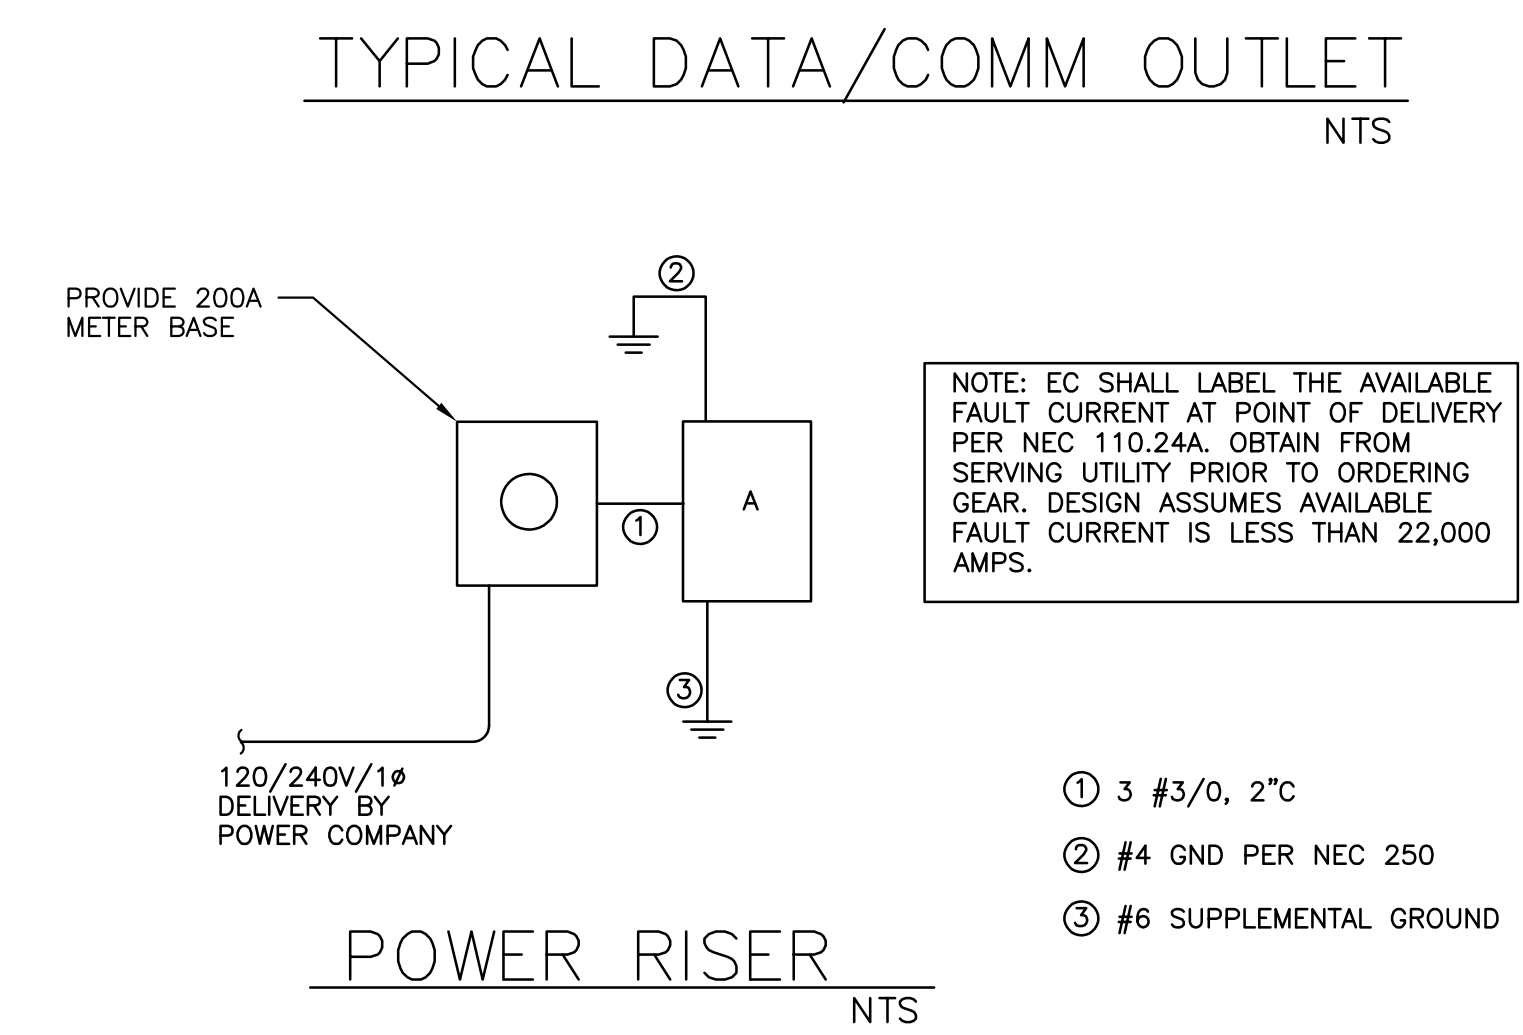 TYPICAL DATA/COMM OUTLET
NTS
PROVIDE 200A
METER BASE
2
1
A
3
NOTE: EC SHALL LABEL THE AVAILABLE
FAULT CURRENT AT POINT OF DELIVERY
PER NEC 110.24A. OBTAIN FROM
SERVING UTILITY PRIOR TO ORDERING
GEAR. DESIGN ASSUMES AVAILABLE
FAULT CURRENT IS LESS THAN 22,000
AMPS.
120/240V/1ø
DELIVERY BY
POWER COMPANY
1 3 #3/0, 2"C
2 #4 GND PER NEC 250
3 #6 SUPPLEMENTAL GROUND
POWER RISER
NTS